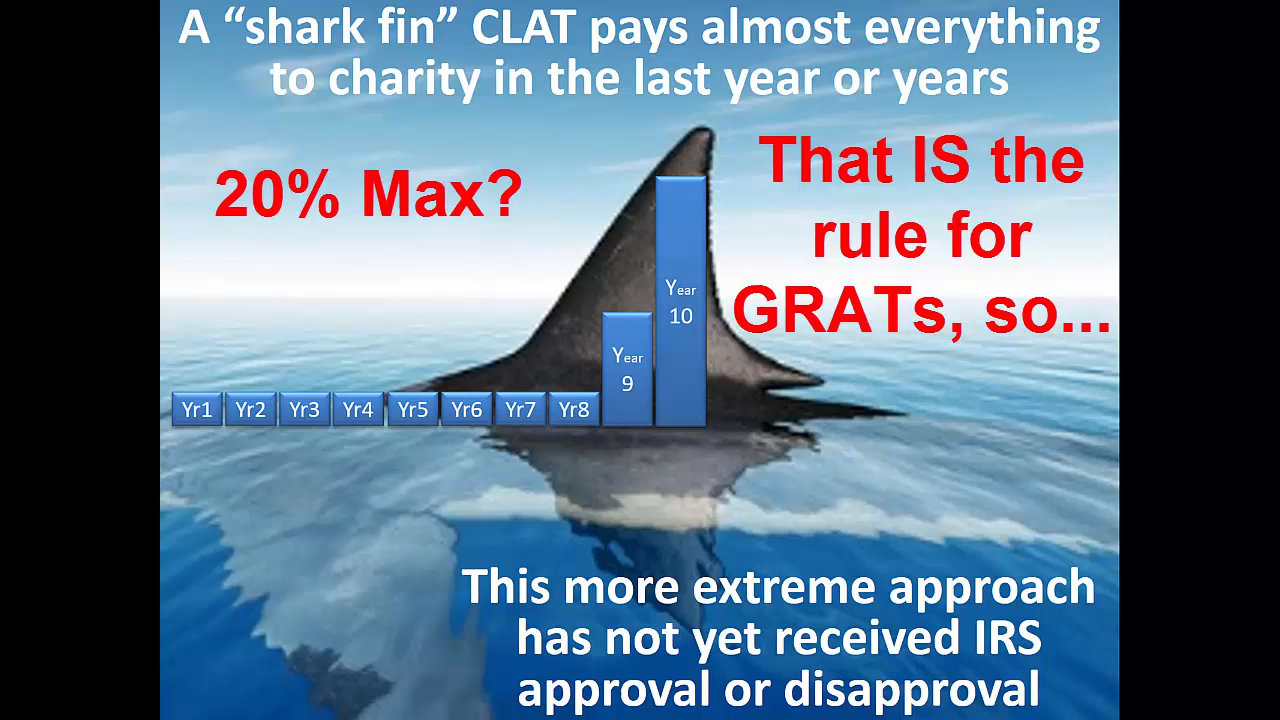 A “shark fin” CLAT pays almost everything
to charity in the last year or years
20% Max?
That IS the
rule for
GRATs, so...
Year
10
Year
9
Yr1 Yr2 Yr3 Yr4 Yr5 Yr6 Yr7 Yr8
This more extreme approach
has not yet received IRS
approval or disapproval